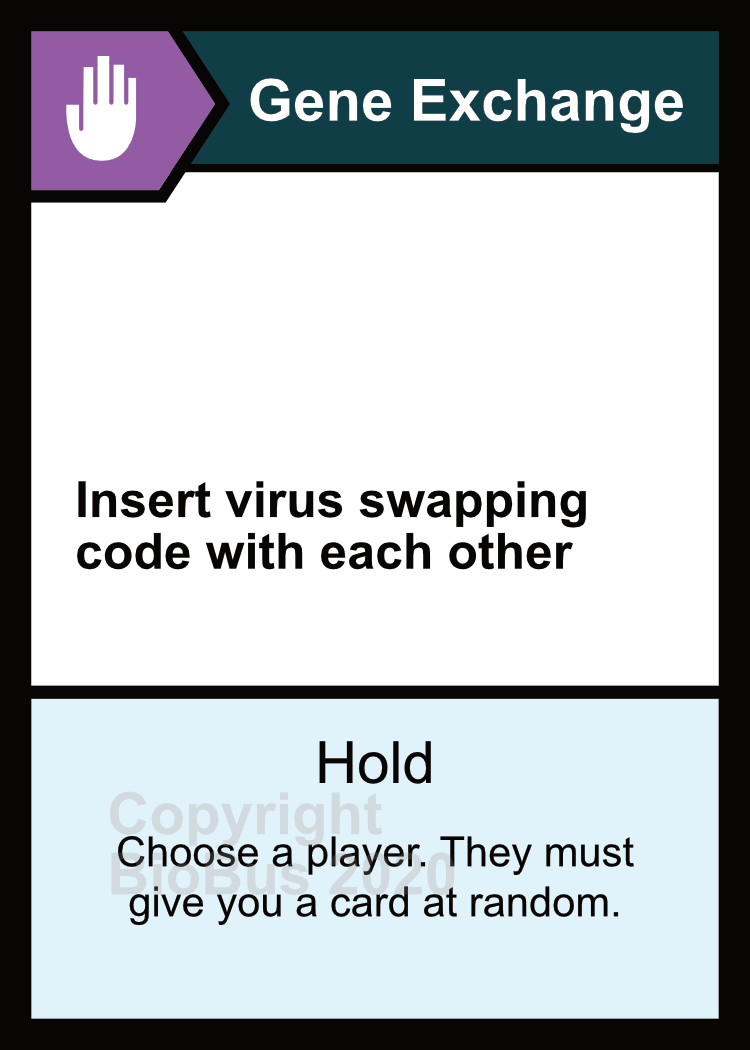 Gene Exchange
Insert virus swapping
code with each other
Hold
Copyright
Choose a player. They must
BioBus 2020
give you a card at random.